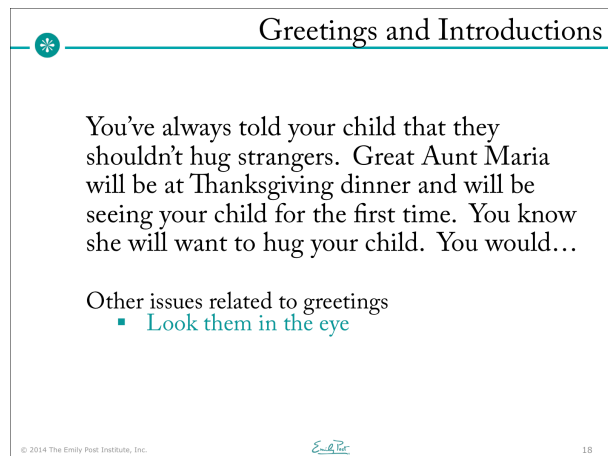 Greetings and Introductions
You've always told your child that they
shouldn't hug strangers.  Great Aunt Maria
will be at Thanksgiving dinner and will be
seeing your child for the first time.  You know
she will want to hug your child.  You would…
Other issues related to greetings
▪ Look them in the eye
© 2014 The Emily Post Institute, Inc.
Emily Post
18